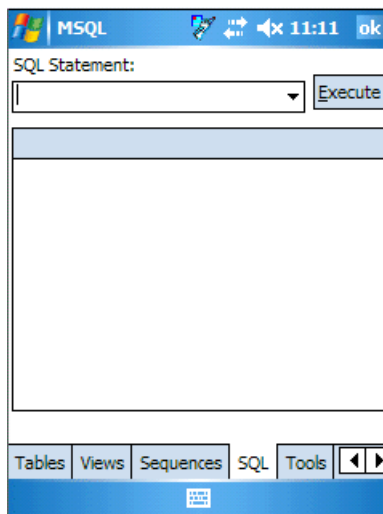 MSQL 11:11 ok
SQL Statement:
Execute
Tables Views Sequences SQL Tools